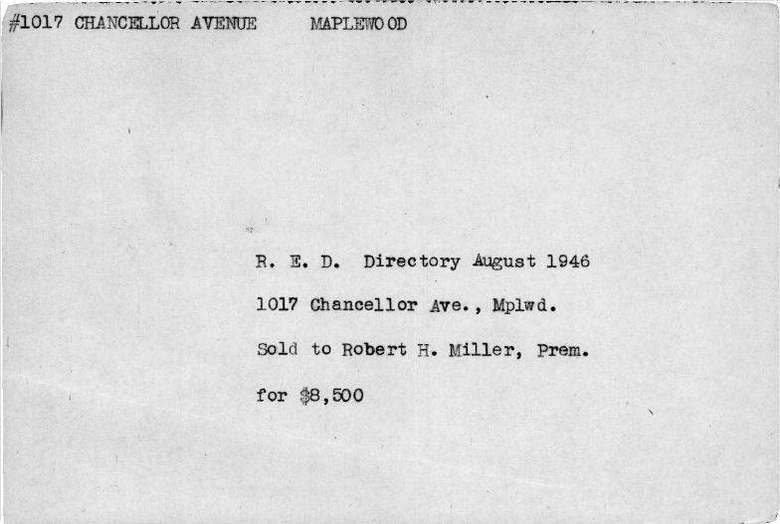 #1017 CHANCELLOR AVENUE MAPLEWOOD
R. E. D. Directory August 1946
1017 Chancellor Ave., Mplwd.
Sold to Robert H. Miller, Prem.
for $8,500